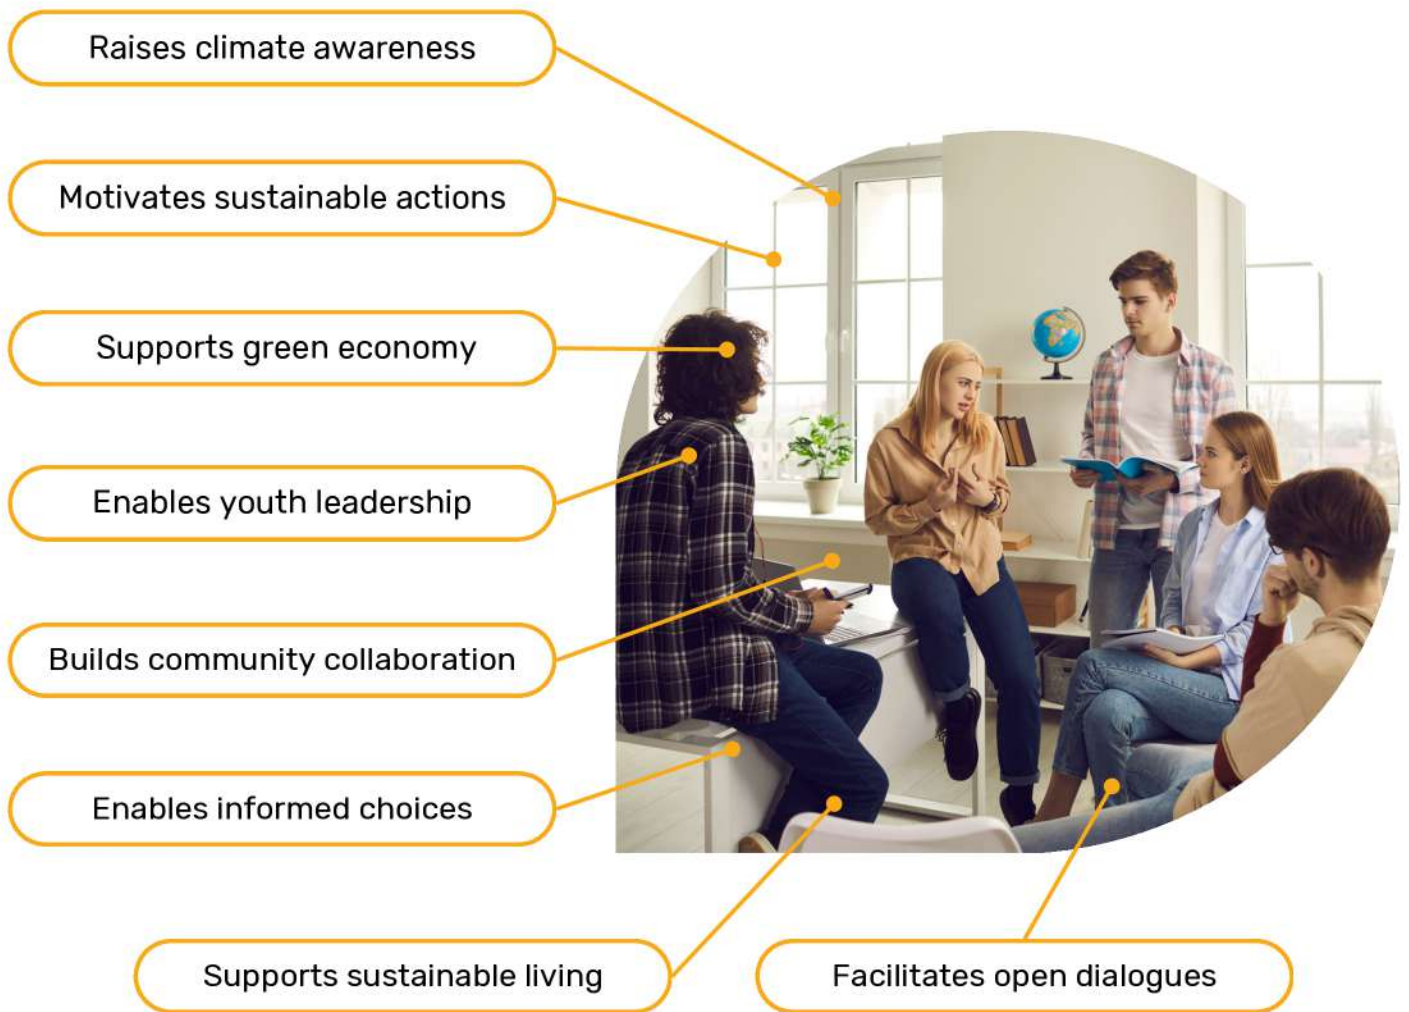 Raises climate awareness
Motivates sustainable actions
Supports green economy
Enables youth leadership
Builds community collaboration
Enables informed choices
Supports sustainable living
Facilitates open dialogues